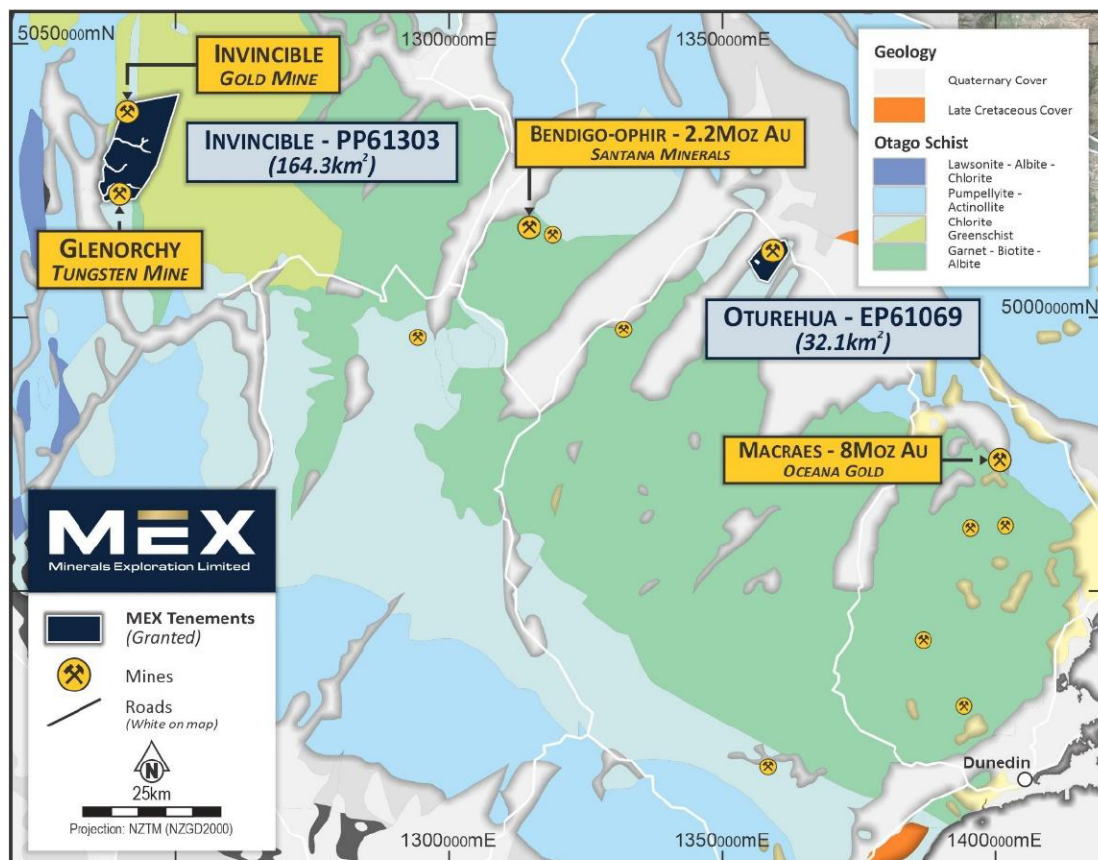 5050000mN
1300000mE
1350000mE
INVINCIBLE
GOLD MINE
INVINCIBLE - PP61303
(164.3km²)
GLENORCHY
TUNGSTEN MINE
BENDIGO-OPHIR - 2.2MOZ AU
SANTANA MINERALS
Geology
Quaternary Cover
Late Cretaceous Cover
Otago Schist
Lawsonite - Albite -
Chlorite
Pumpellyite -
Actinollite
Chlorite
Greenschist
Garnet - Biotite -
Albite
5000000mN
OTUREHUA - EP61069
(32.1km²)
MACRAES - 8MOZ AU
OCEANA GOLD
MEX
Minerals Exploration Limited
MEX Tenements
(Granted)
Mines
Roads
(White on map)
N
25km
Projection: NZTM (NZGD2000)
Dunedin
1300000mE
1350000mE
1400000mE